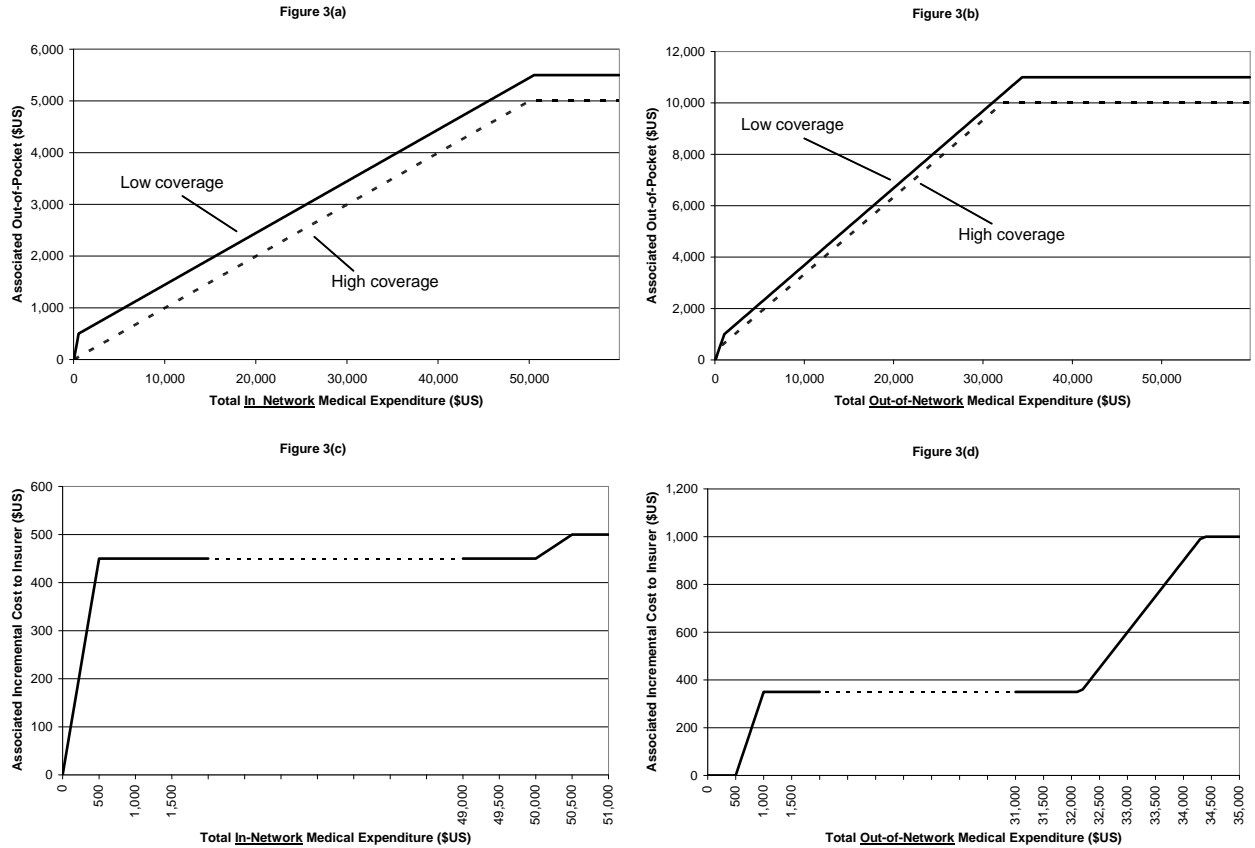 Figure 3(a)
6,000
5,000
4,000
3,000
2,000
1,000
0
Associated Out-of-Pocket ($US)
Low coverage
High coverage
0 10,000 20,000 30,000 40,000 50,000
Total In_Network Medical Expenditure ($US)
Figure 3(b)
12,000
10,000
8,000
6,000
4,000
2,000
0
Associated Out-of-Pocket ($US)
Low coverage
High coverage
0 10,000 20,000 30,000 40,000 50,000
Total Out-of-Network Medical Expenditure ($US)
Figure 3(c)
600
500
400
300
200
100
0
Associated Incremental Cost to Insurer ($US)
0 500 1,000 1,500 49,000 49,500 50,000 50,500 51,000
Total In-Network Medical Expenditure ($US)
Figure 3(d)
1,200
1,000
800
600
400
200
0
Associated Incremental Cost to Insurer ($US)
0 500 1,000 1,500 31,000 31,500 32,000 32,500 33,000 33,500 34,000 34,500 35,000
Total Out-of-Network Medical Expenditure ($US)